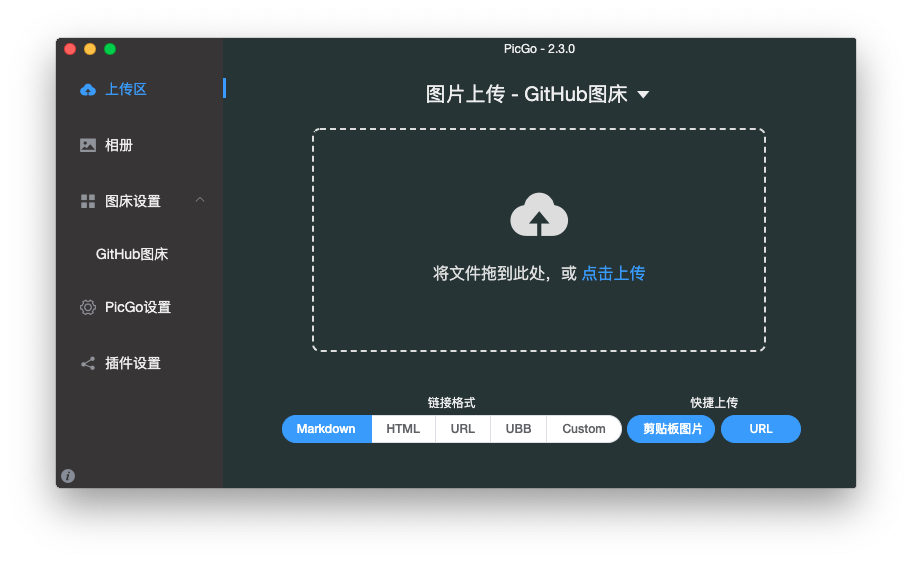 PicGo - 2.3.0
上传区
相册
图床设置
GitHub图床
PicGo设置
插件设置
图片上传 - GitHub图床
将文件拖到此处，或 点击上传
链接格式
Markdown HTML URL UBB Custom
快捷上传
剪贴板图片 URL